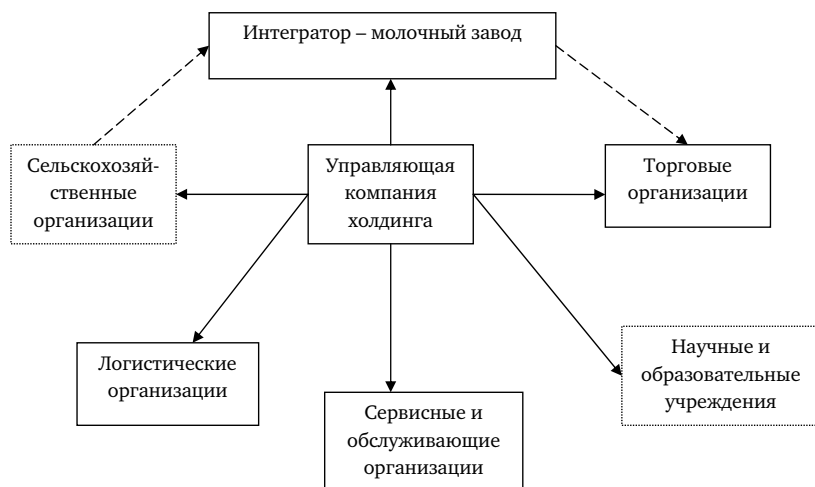 Интегратор – молочный завод
Сельскохозяй-
ственные
организации
Управляющая
компания
холдинга
Торговые
организации
Логистические
организации
Сервисные и
обслуживающие
организации
Научные и
образовательные
учреждения